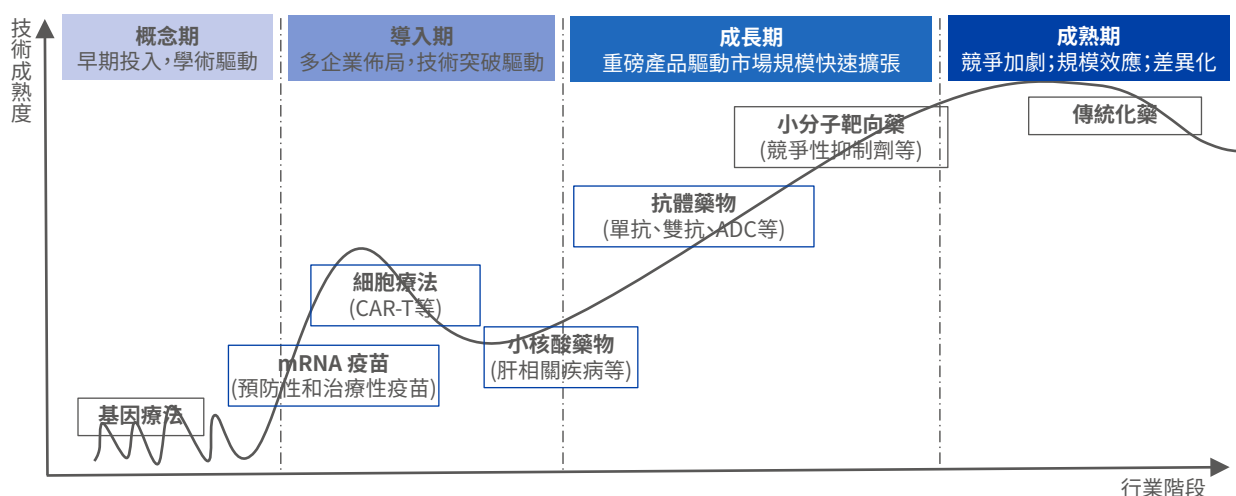 技術成熟度
概念期
早期投入，學術驅動
導入期
多企業佈局，技術突破驅動
成長期
重磅產品驅動市場規模快速擴張
成熟期
競爭加劇；規模效應；差異化
傳統化藥
小分子靶向藥
(競爭性抑制劑等)
抗體藥物
(單抗、雙抗、ADC等)
細胞療法
(CAR-T等)
小核酸藥物
(肝相關疾病等)
mRNA 疫苗
(預防性和治療性疫苗)
基因療法
行業階段